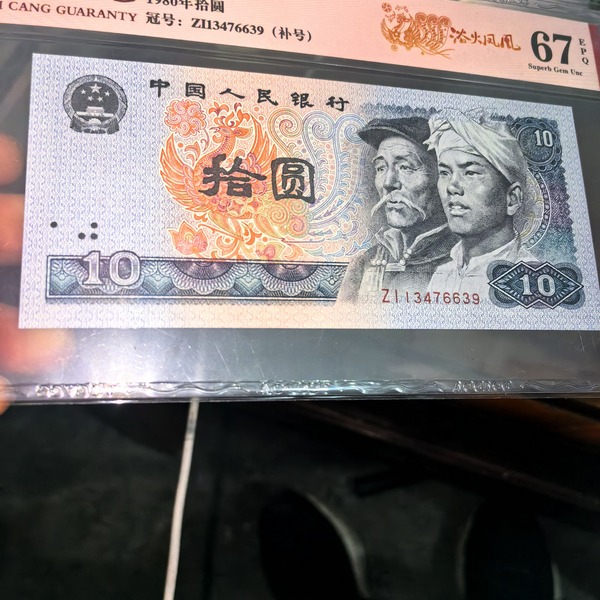 CANG GUARANTY
1980年拾圆
冠号：ZI13476639（补号）
浴火凤凰
67
EPQ
Superb Gem Unc
中国人民银行
10
拾圆
10
ZI13476639
10